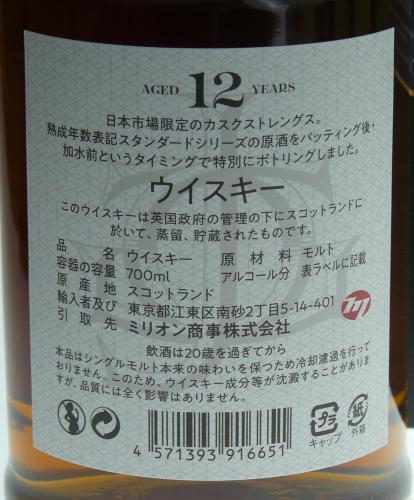 AGED 12 YEARS
日本市場限定のカスクストレングス。
熟成年数表記スタンダードシリーズの原酒をバッティング後・
加水前というタイミングで特別にボトリングしました。
ウイスキー
このウイスキーは英国政府の管理の下にスコットランドに
於いて、蒸留、貯蔵されたものです。
品名 ウイスキー 原材料 モルト
容器の容量 700ml アルコール分 表ラベルに記載
原産地 スコットランド
輸入者及び 東京都江東区南砂2丁目5-14-401
引取先 ミリオン商事株式会社
飲酒は20歳を過ぎてから
本品はシングルモルト本来の味わいを保つため冷却濾過を行って
おりません。このため、ウイスキー成分等が沈澱することがありま
すが、品質には全く影響はありません。
プラ
キャップ
紙
外箱
4 571393 916651